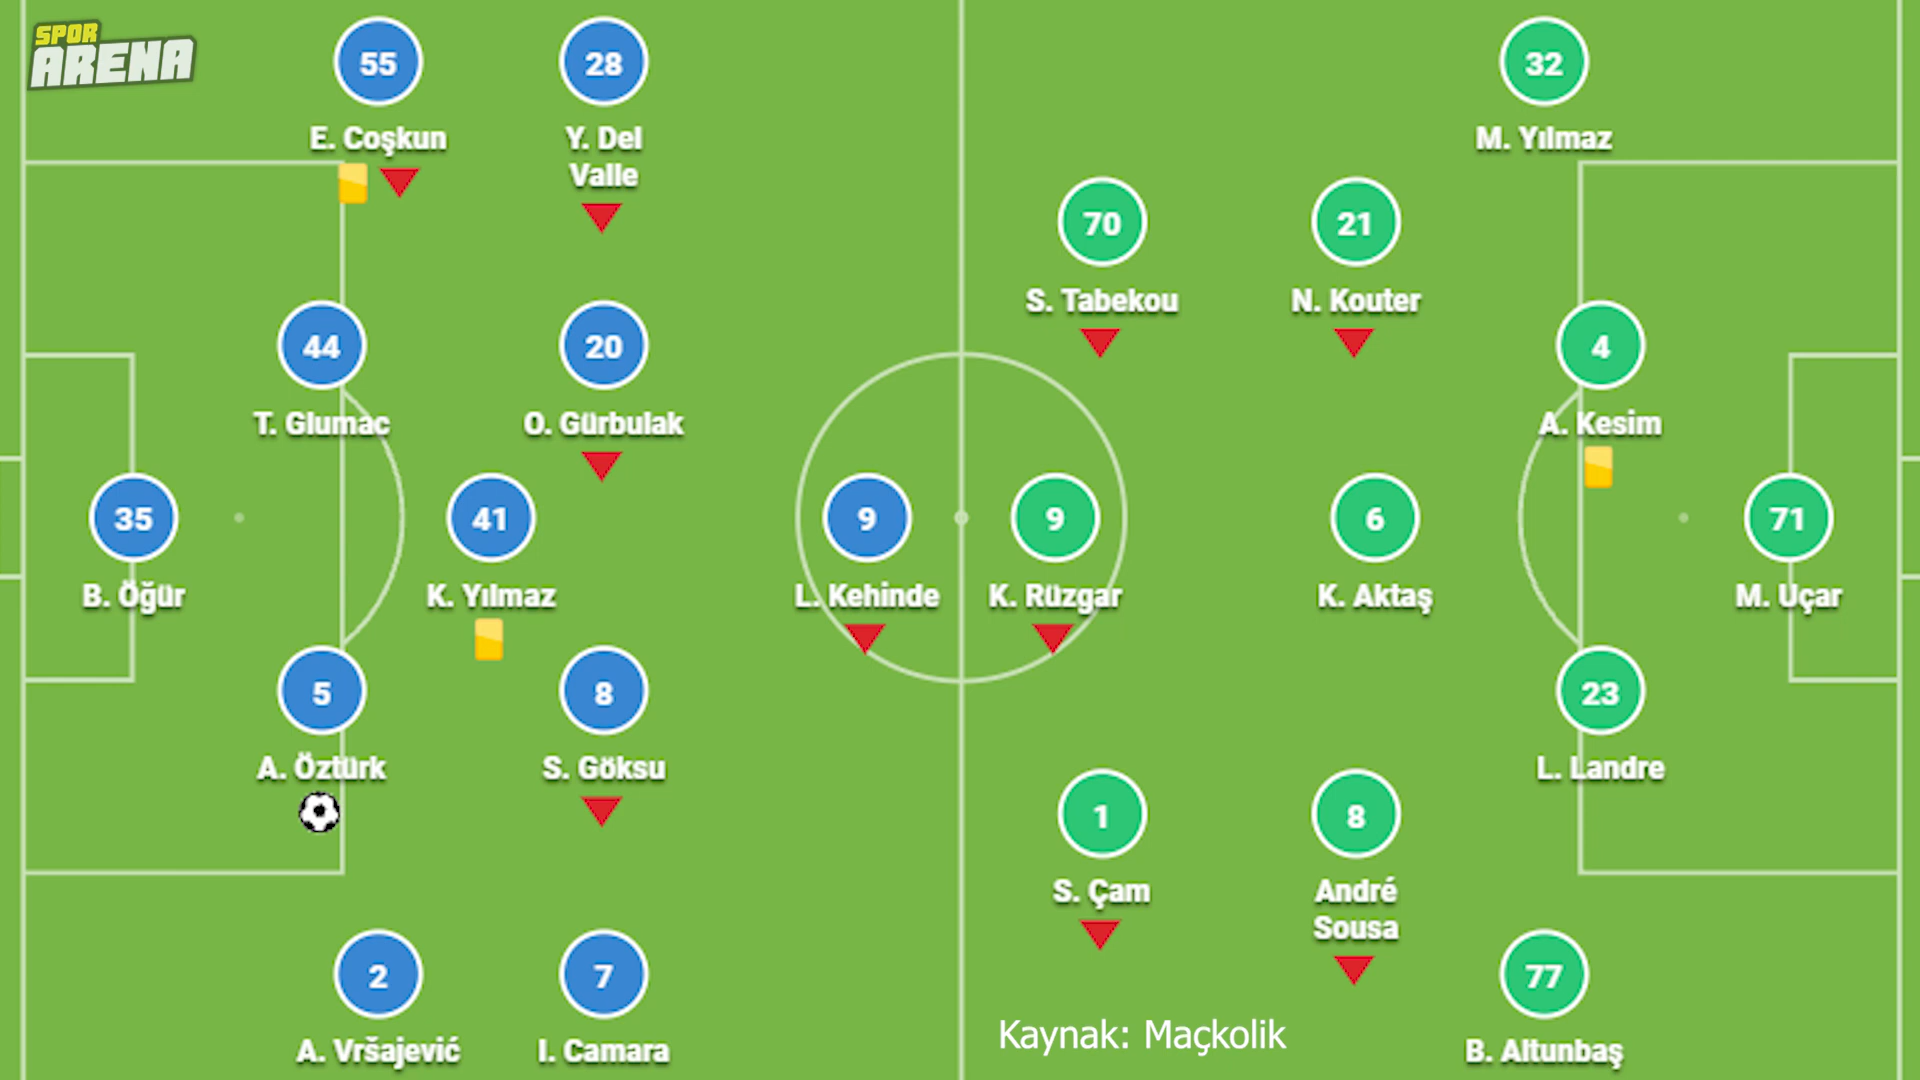 SPOR
ARENA
55
E. Coşkun
28
Y. Del
Valle
32
M. Yılmaz
70
S. Tabekou
21
N. Kouter
44
T. Glumac
20
O. Gürbulak
4
A. Kesim
35
B. Öğür
41
K. Yılmaz
9
L. Kehinde
9
K. Rüzgar
6
K. Aktaş
71
M. Uçar
5
A. Öztürk
8
S. Göksu
23
L. Landre
1
S. Çam
8
André
Sousa
2
A. Vršajević
7
I. Camara
77
B. Altunbaş
Kaynak: Maçkolik